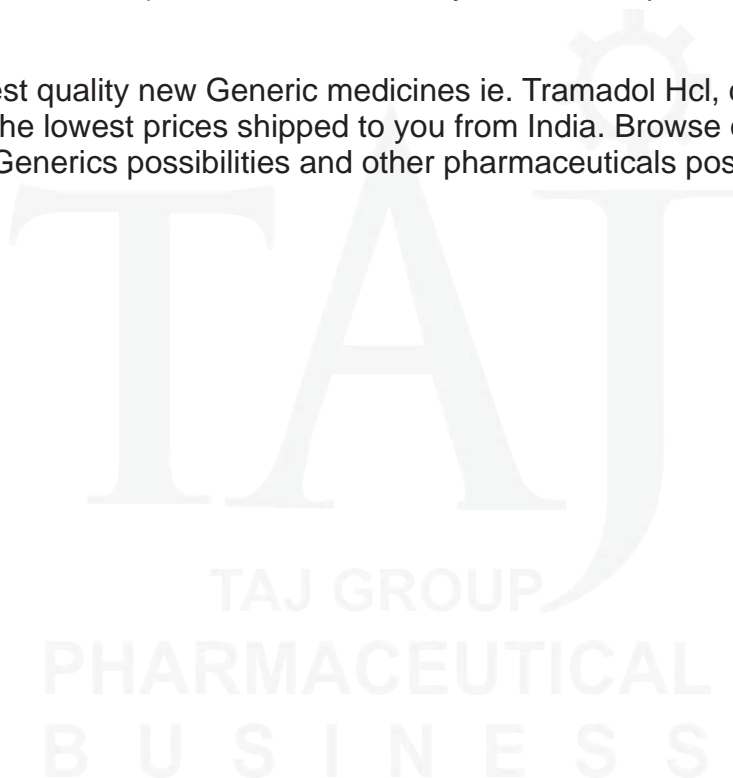 est quality new Generic medicines ie. Tramadol Hcl,
he lowest prices shipped to you from India. Browse
Generics possibilities and other pharmaceuticals pos
TAJ
TAJ GROUP
PHARMACEUTICAL
BUSINESS